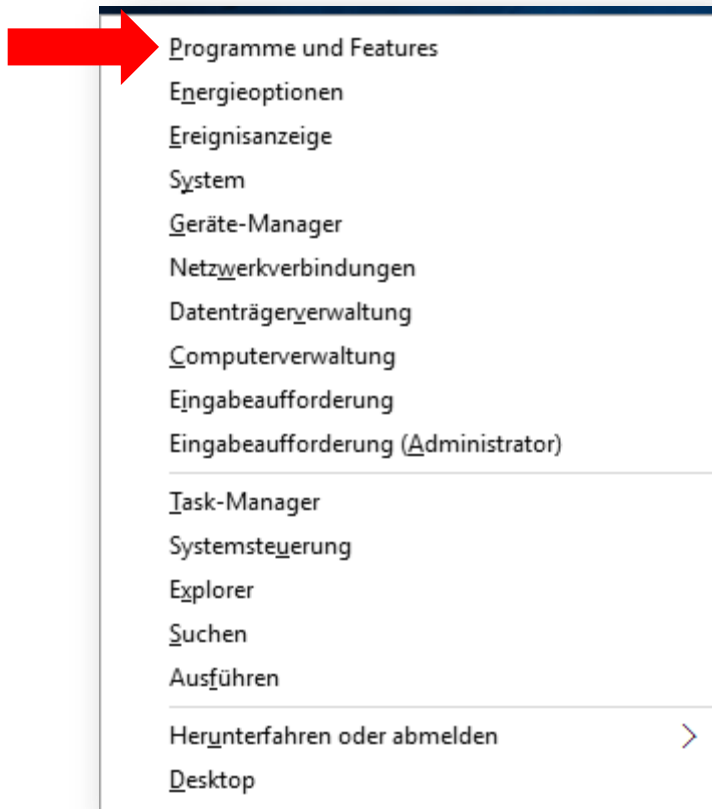 Programme und Features
Energieoptionen
Ereignisanzeige
System
Geräte-Manager
Netzwerkverbindungen
Datenträgerverwaltung
Computerverwaltung
Eingabeaufforderung
Eingabeaufforderung (Administrator)
Task-Manager
Systemsteuerung
Explorer
Suchen
Ausführen
Herunterfahren oder abmelden
Desktop